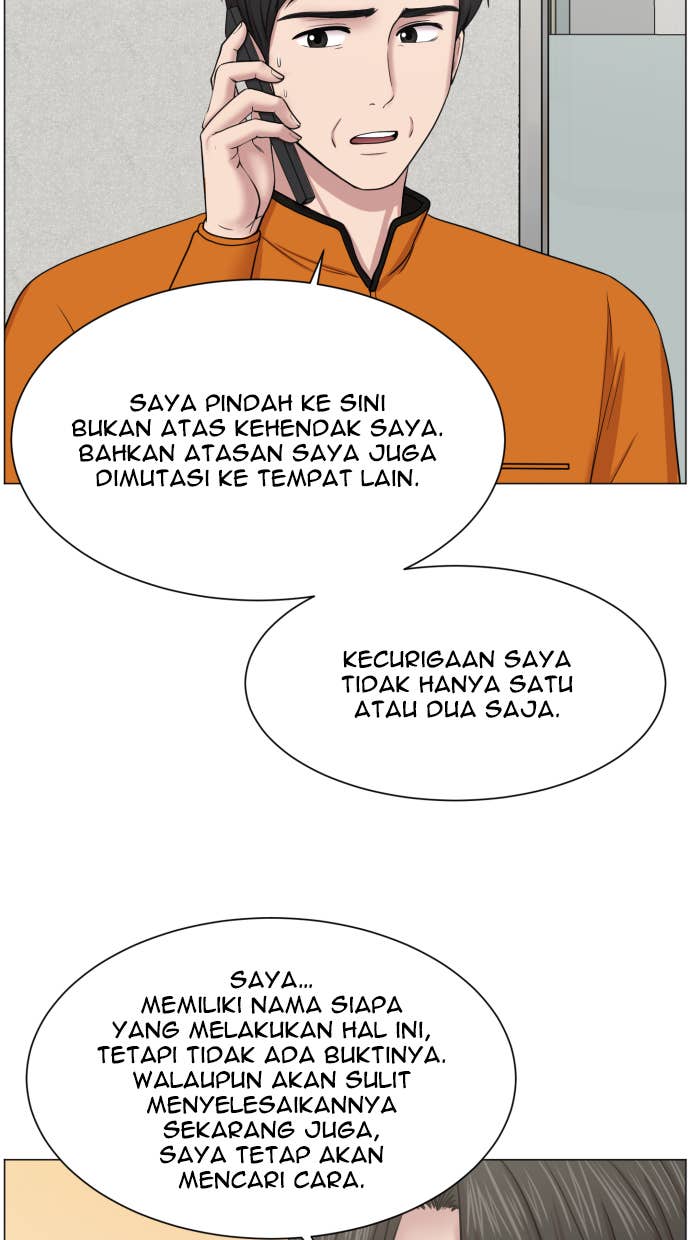 SAYA PINDAH KE SINI
BUKAN ATAS KEHENDAK SAYA.
BAHKAN ATASAN SAYA JUGA
DIMUTASI KE TEMPAT LAIN.
KECURIGAAN SAYA
TIDAK HANYA SATU
ATAU DUA SAJA.
SAYA...
MEMILIKI NAMA SIAPA
YANG MELAKUKAN HAL INI,
TETAPI TIDAK ADA BUKTINYA.
WALAUPUN AKAN SULIT
MENYELESAIKANNYA
SEKARANG JUGA,
SAYA TETAP AKAN
MENCARI CARA.